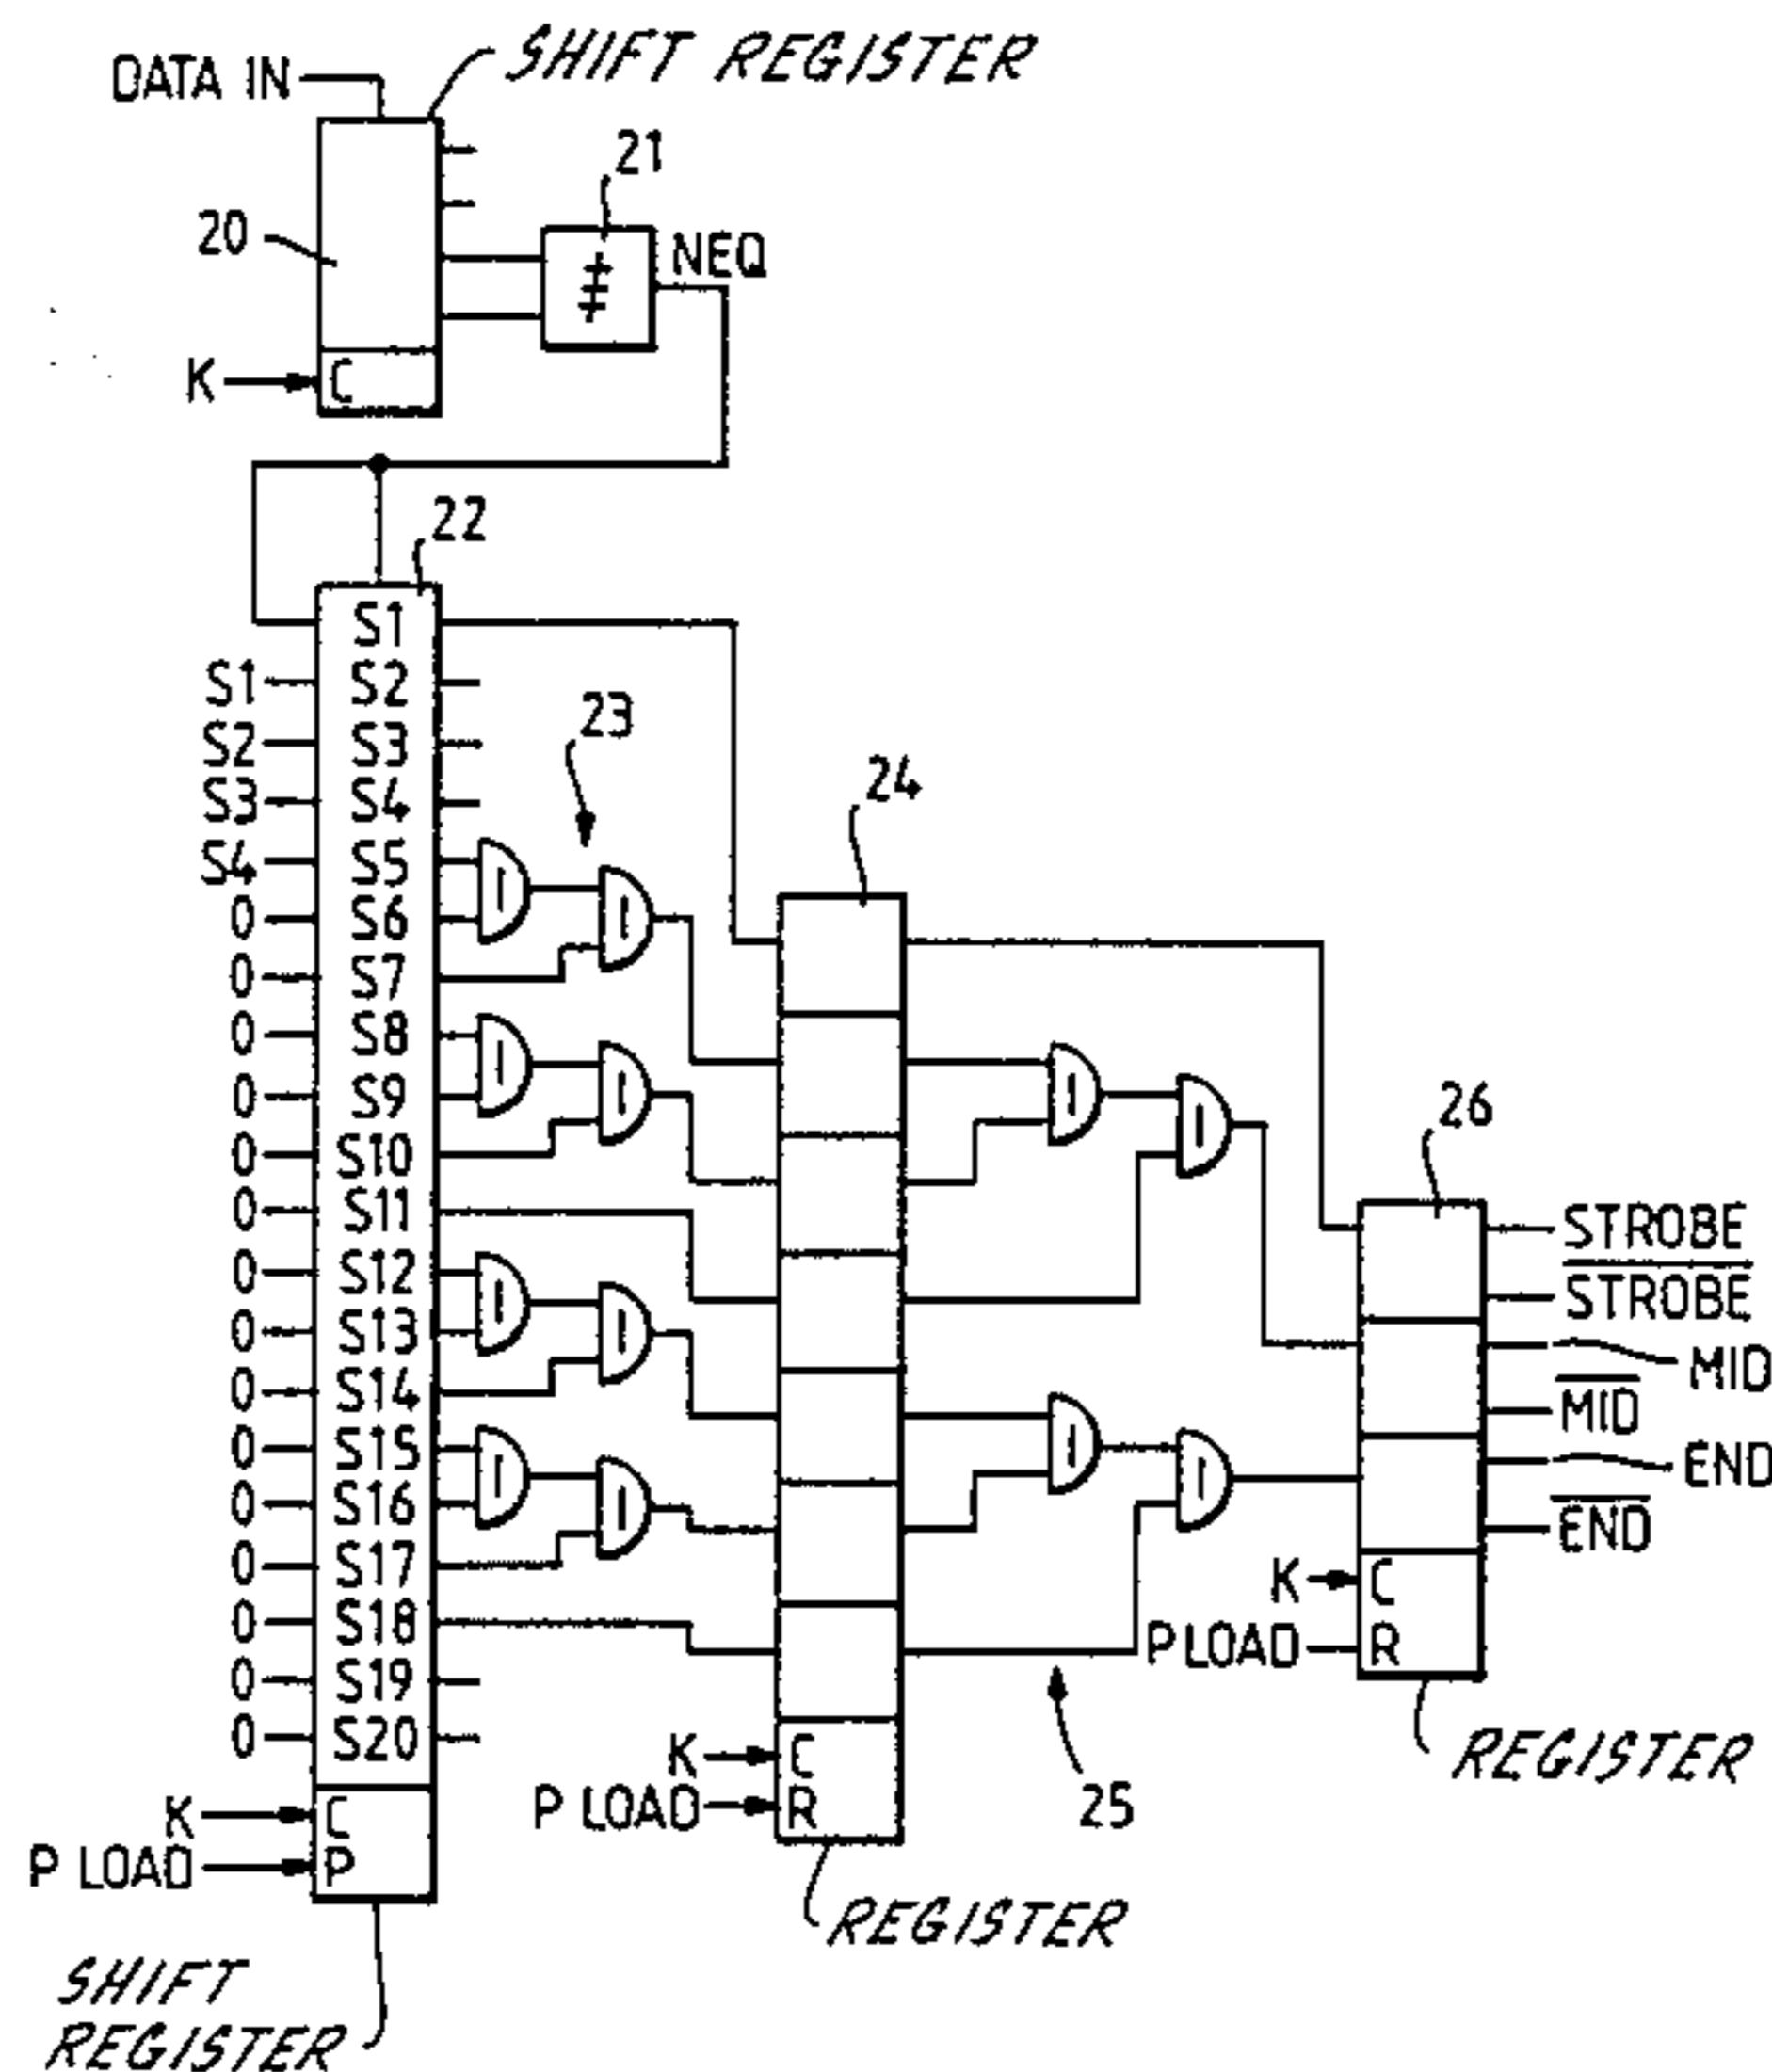 SHIFT REGISTER
DATA IN
21
20
NEQ
≠
K
C
22
S1
S1 S2
S2 S3
23
S3 S4
24
S4 S5
0 S6
0 S7
0 S8
0 S9
26
0 S10
0 S11
STROBE
0 S12
S̅T̅R̅O̅B̅E̅
0 S13
MID
0 S14
M̅I̅D̅
0 S15
END
0 S16
E̅N̅D̅
0 S17
K C
0 S18
P LOAD R
0 S19
0 S20
REGISTER
K C
P LOAD R
25
K C
P LOAD P
REGISTER
SHIFT
REGISTER